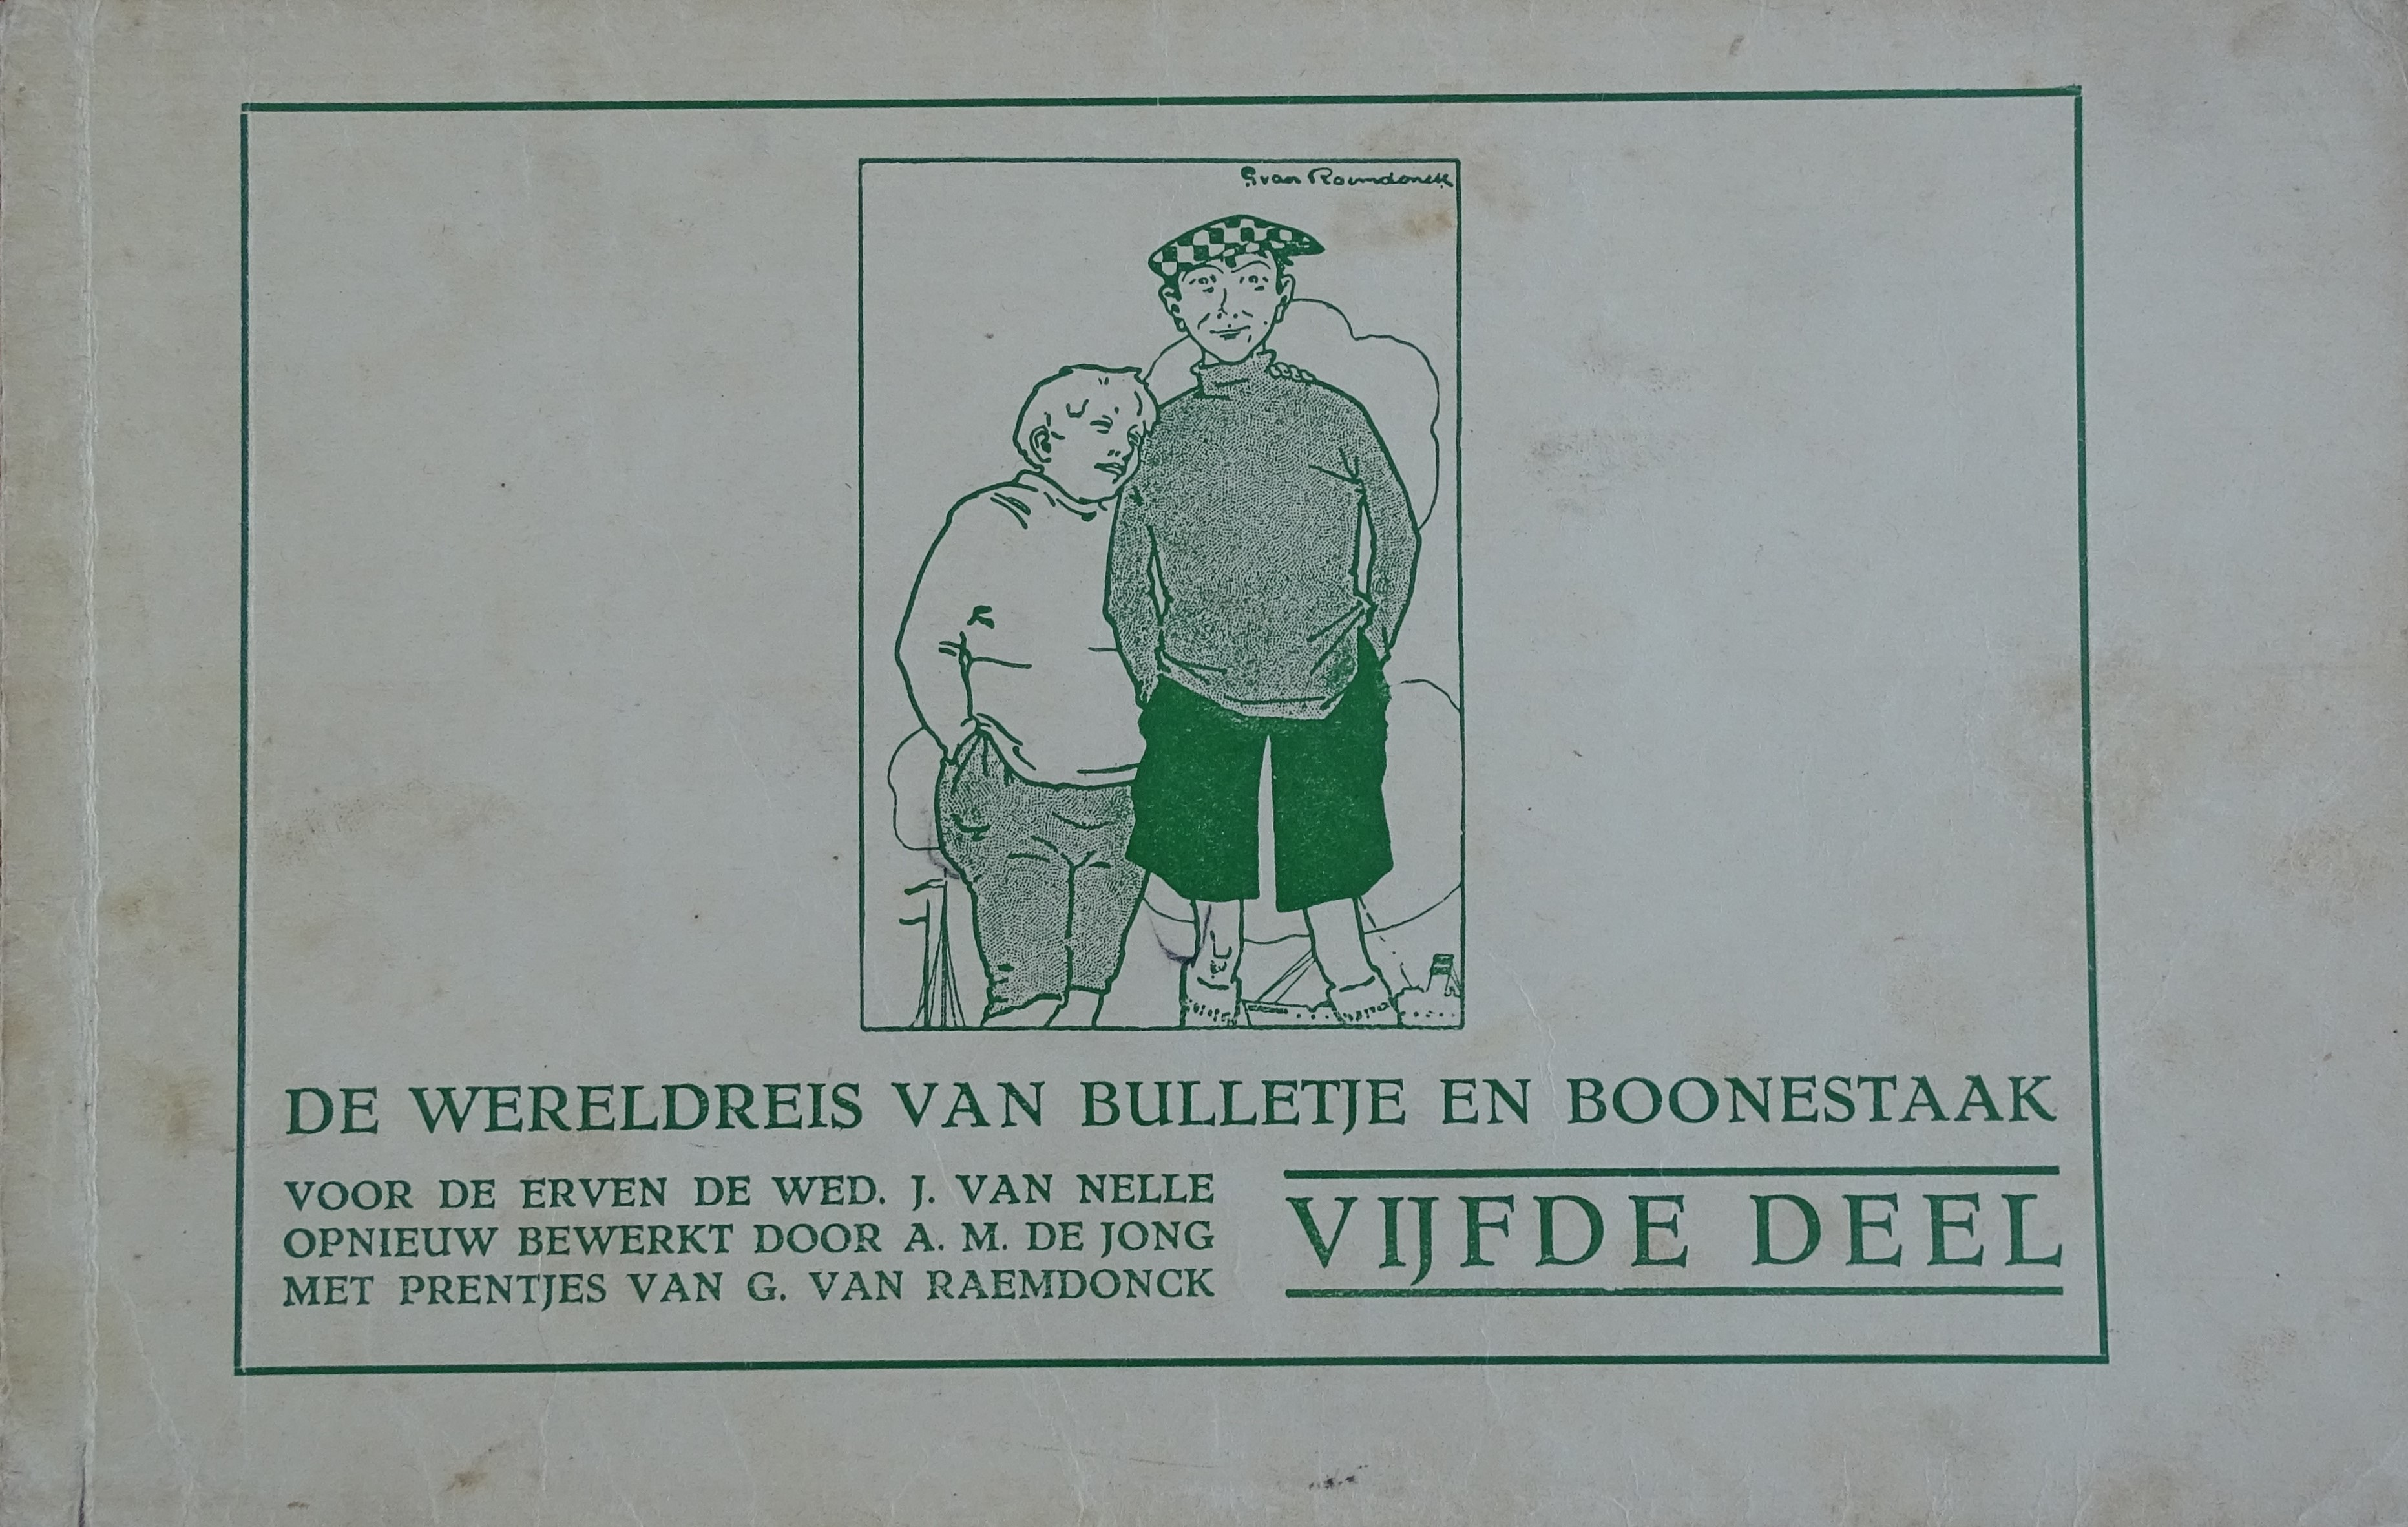 G van Raemdonck
DE WERELDREIS VAN BULLETJE EN BOONESTAAK
VOOR DE ERVEN DE WED. J. VAN NELLE
OPNIEUW BEWERKT DOOR A. M. DE JONG
MET PRENTJES VAN G. VAN RAEMDONCK
VIJFDE DEEL